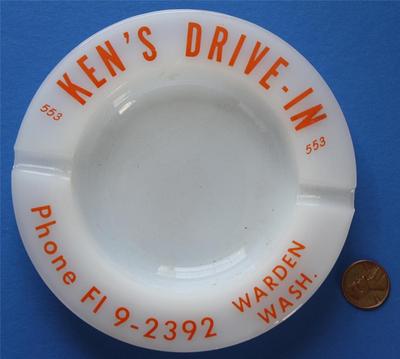 KEN'S DRIVE-IN
553
553
Phone FI 9-2392
WARDEN
WASH.